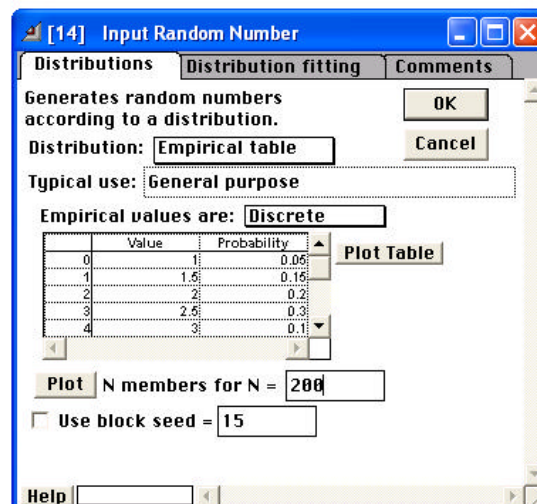 [14] Input Random Number
Distributions Distribution fitting Comments
Generates random numbers
according to a distribution.
OK
Cancel
Distribution: Empirical table
Typical use: General purpose
Empirical values are: Discrete
Value Probability
0 1 0.05
1 1.5 0.15
2 2 0.2
3 2.5 0.3
4 3 0.1
Plot Table
Plot N members for N = 200
Use block seed = 15
Help